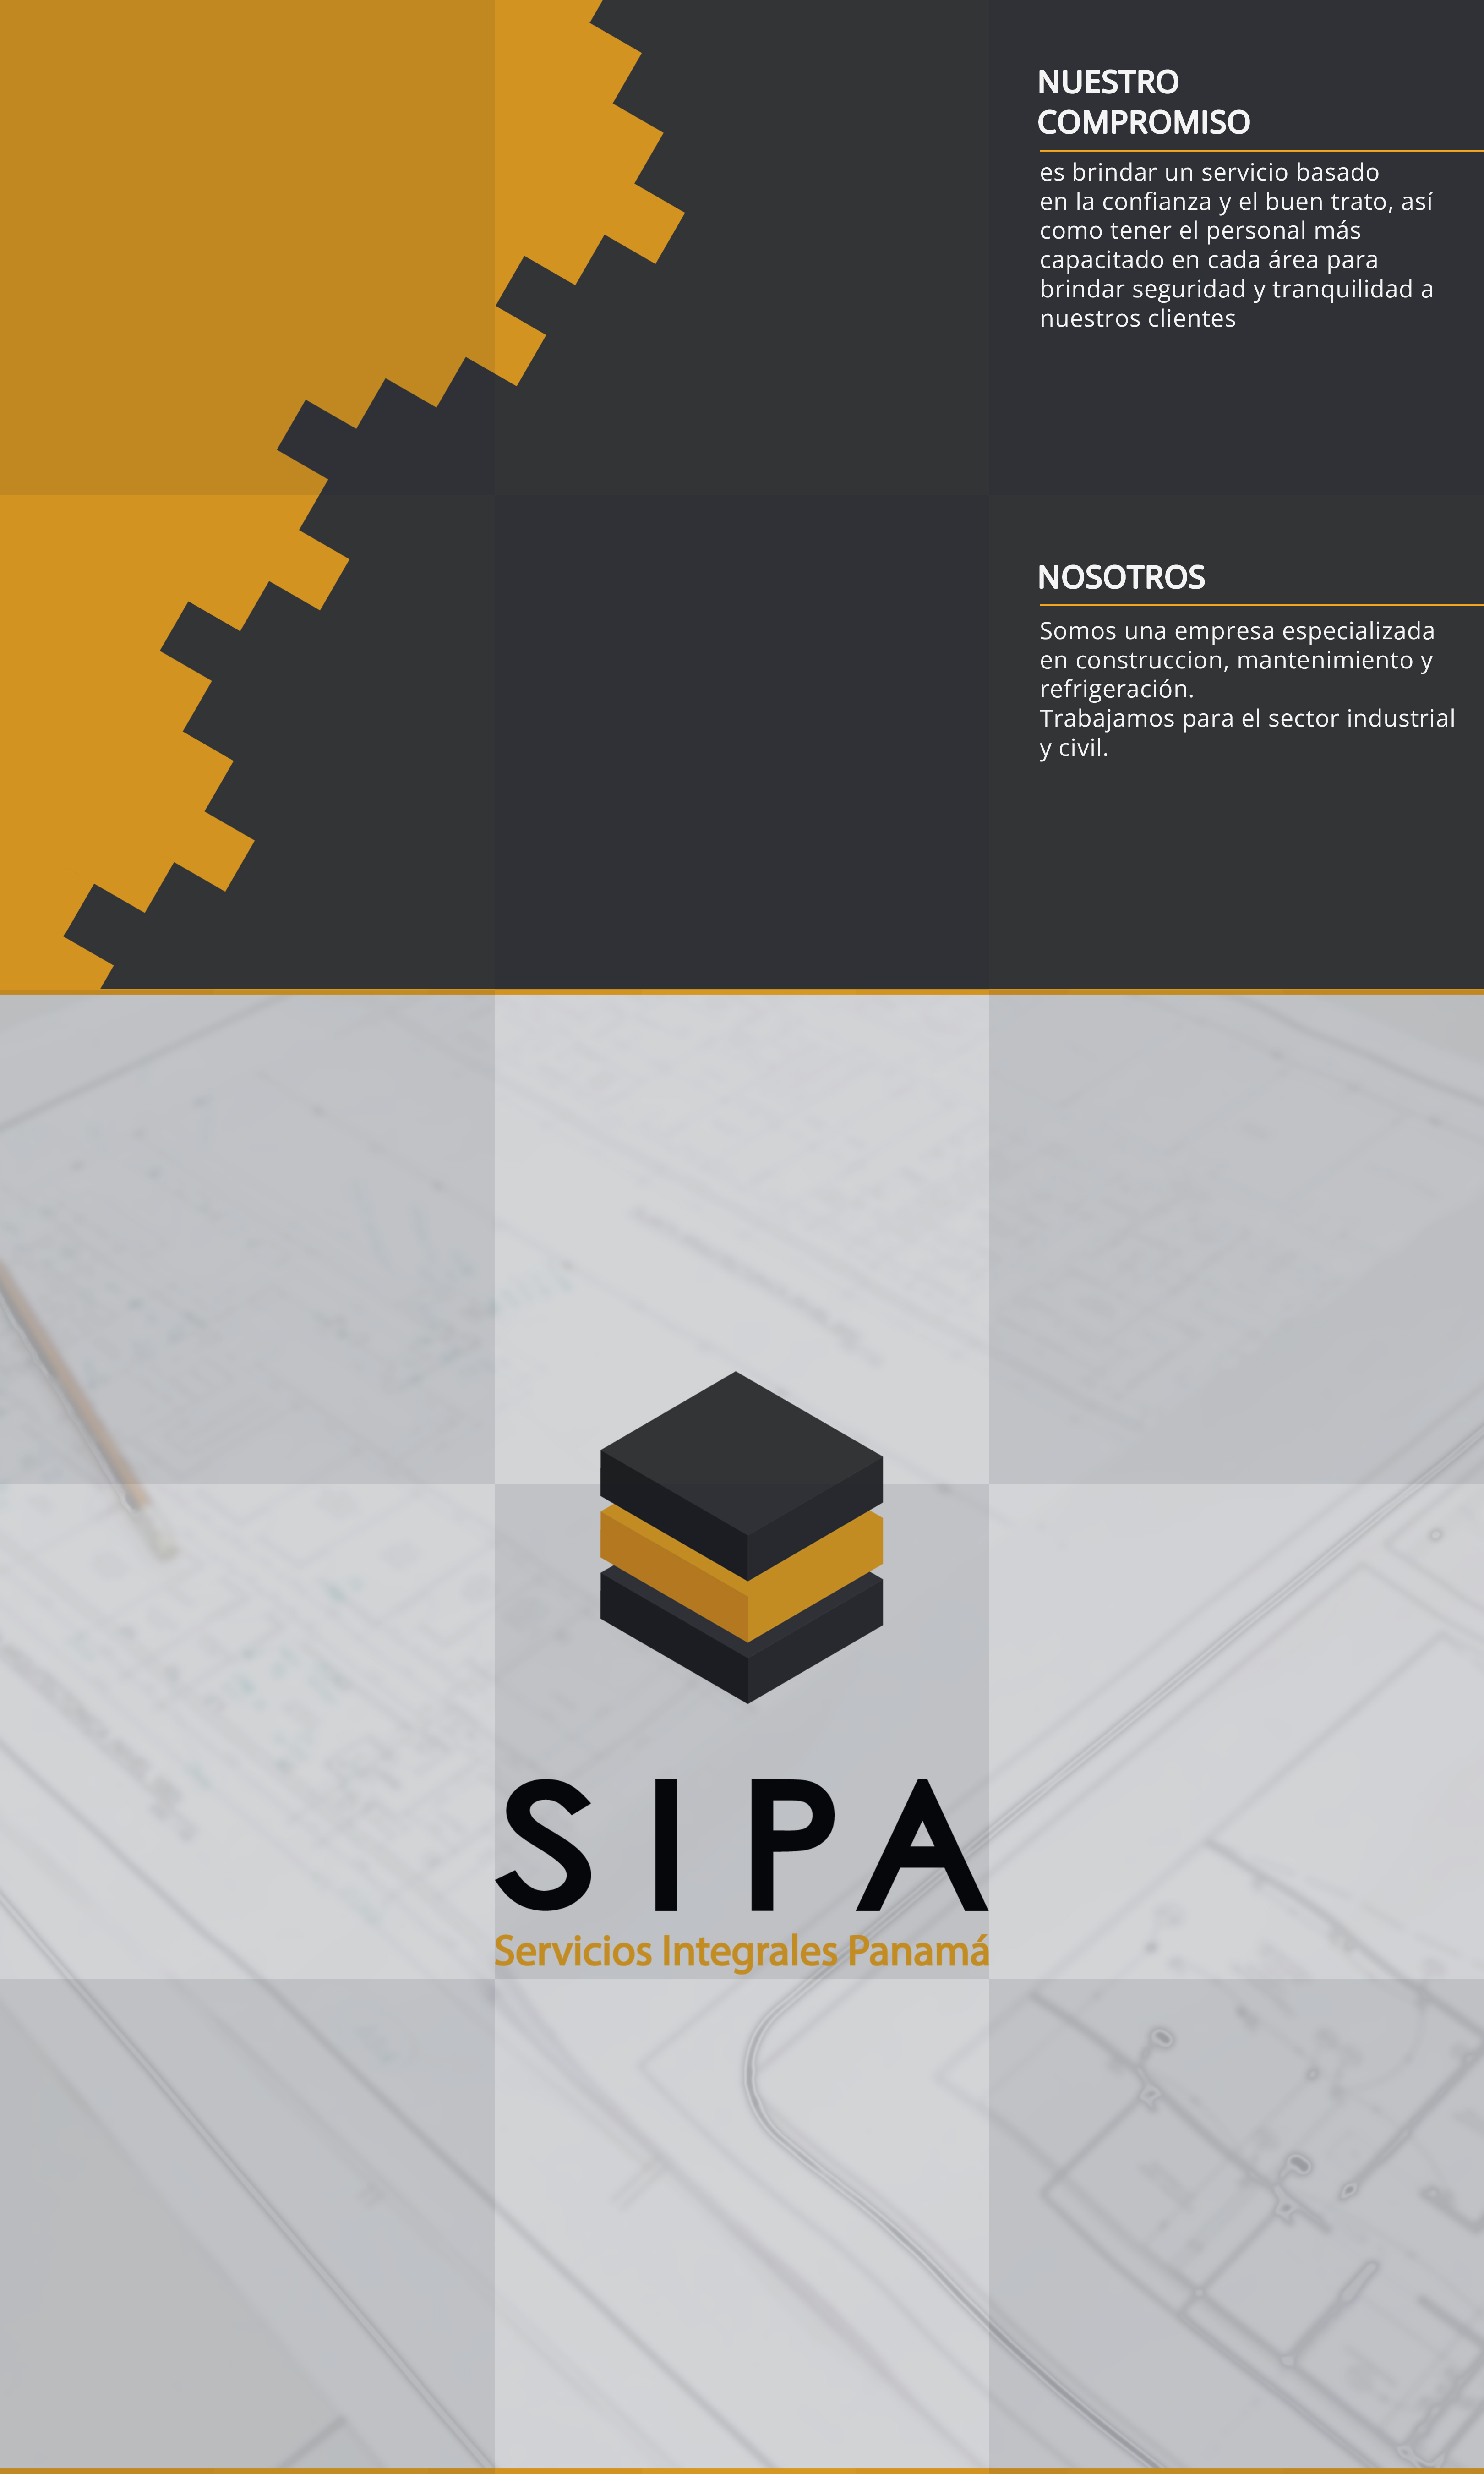 NUESTRO
COMPROMISO
es brindar un servicio basado
en la confianza y el buen trato, así
como tener el personal más
capacitado en cada área para
brindar seguridad y tranquilidad a
nuestros clientes
NOSOTROS
Somos una empresa especializada
en construccion, mantenimiento y
refrigeración.
Trabajamos para el sector industrial
y civil.
SIPA
Servicios Integrales Panamá